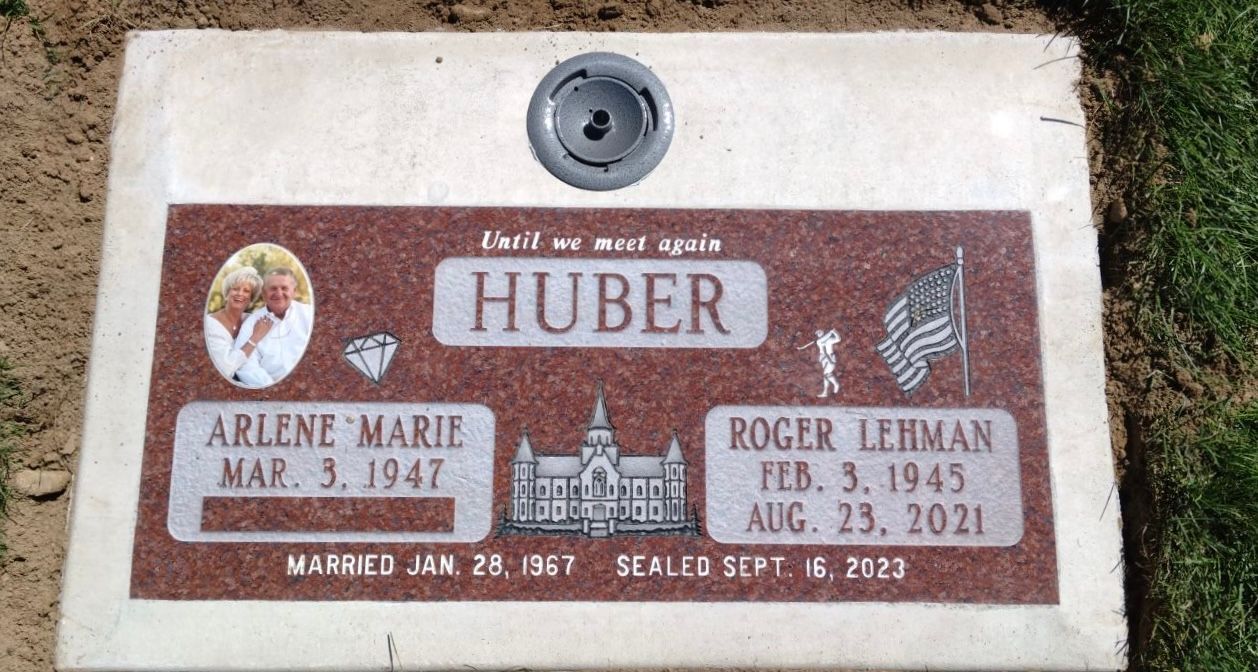 Until we meet again
HUBER
ARLENE MARIE
MAR. 3, 1947
ROGER LEHMAN
FEB. 3, 1945
AUG. 23, 2021
MARRIED JAN. 28, 1967 SEALED SEPT. 16, 2023